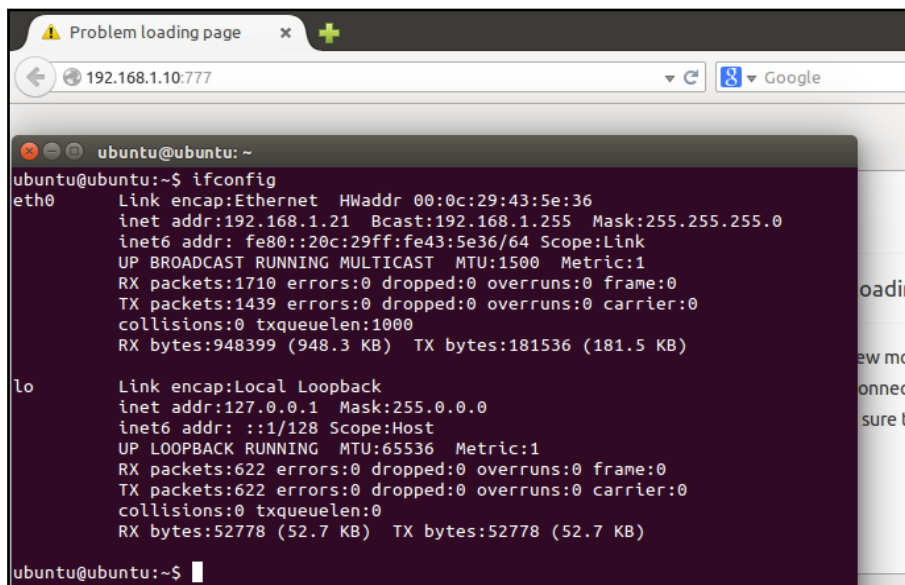 Problem loading page
192.168.1.10:777
Google
ubuntu@ubuntu: ~
ubuntu@ubuntu:~$ ifconfig
eth0 Link encap:Ethernet HWaddr 00:0c:29:43:5e:36
inet addr:192.168.1.21 Bcast:192.168.1.255 Mask:255.255.255.0
inet6 addr: fe80::20c:29ff:fe43:5e36/64 Scope:Link
UP BROADCAST RUNNING MULTICAST MTU:1500 Metric:1
RX packets:1710 errors:0 dropped:0 overruns:0 frame:0
TX packets:1439 errors:0 dropped:0 overruns:0 carrier:0
collisions:0 txqueuelen:1000
RX bytes:948399 (948.3 KB) TX bytes:181536 (181.5 KB)
lo Link encap:Local Loopback
inet addr:127.0.0.1 Mask:255.0.0.0
inet6 addr: ::1/128 Scope:Host
UP LOOPBACK RUNNING MTU:65536 Metric:1
RX packets:622 errors:0 dropped:0 overruns:0 frame:0
TX packets:622 errors:0 dropped:0 overruns:0 carrier:0
collisions:0 txqueuelen:0
RX bytes:52778 (52.7 KB) TX bytes:52778 (52.7 KB)
ubuntu@ubuntu:~$
sure